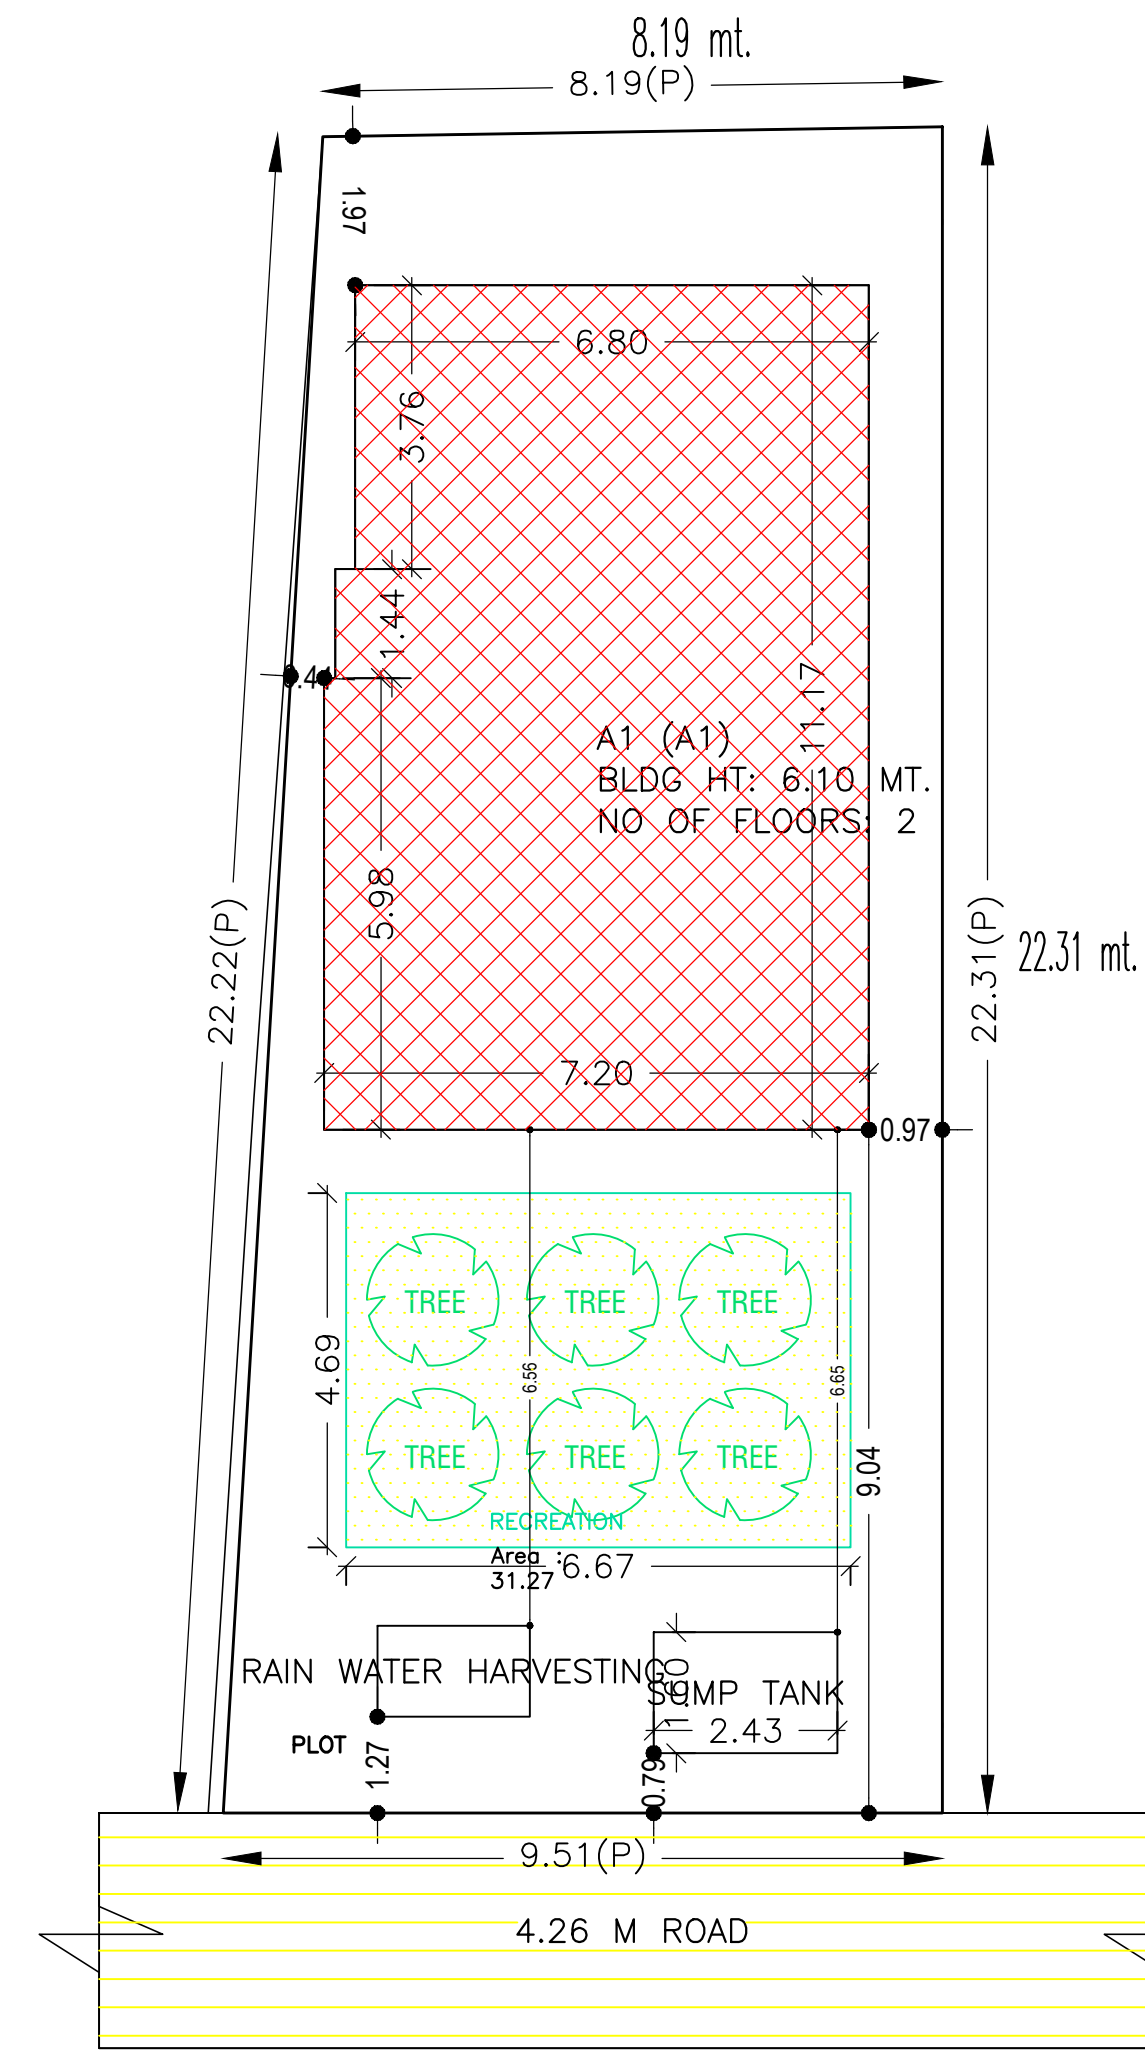 8.19 mt.
8.19(P)
1.97
6.80
3.76
1.44
11.17
A1 (A1)
BLDG HT: 6.10 MT.
NO OF FLOORS: 2
5.98
22.22(P)
22.31(P)
22.31 mt.
7.20
0.97
TREE TREE TREE
4.69
6.56
6.65
TREE TREE TREE
9.04
RECREATION
Area :
31.27
6.67
RAIN WATER HARVESTING
1.60
SUMP TANK
2.43
PLOT
1.27
0.79
9.51(P)
4.26 M ROAD